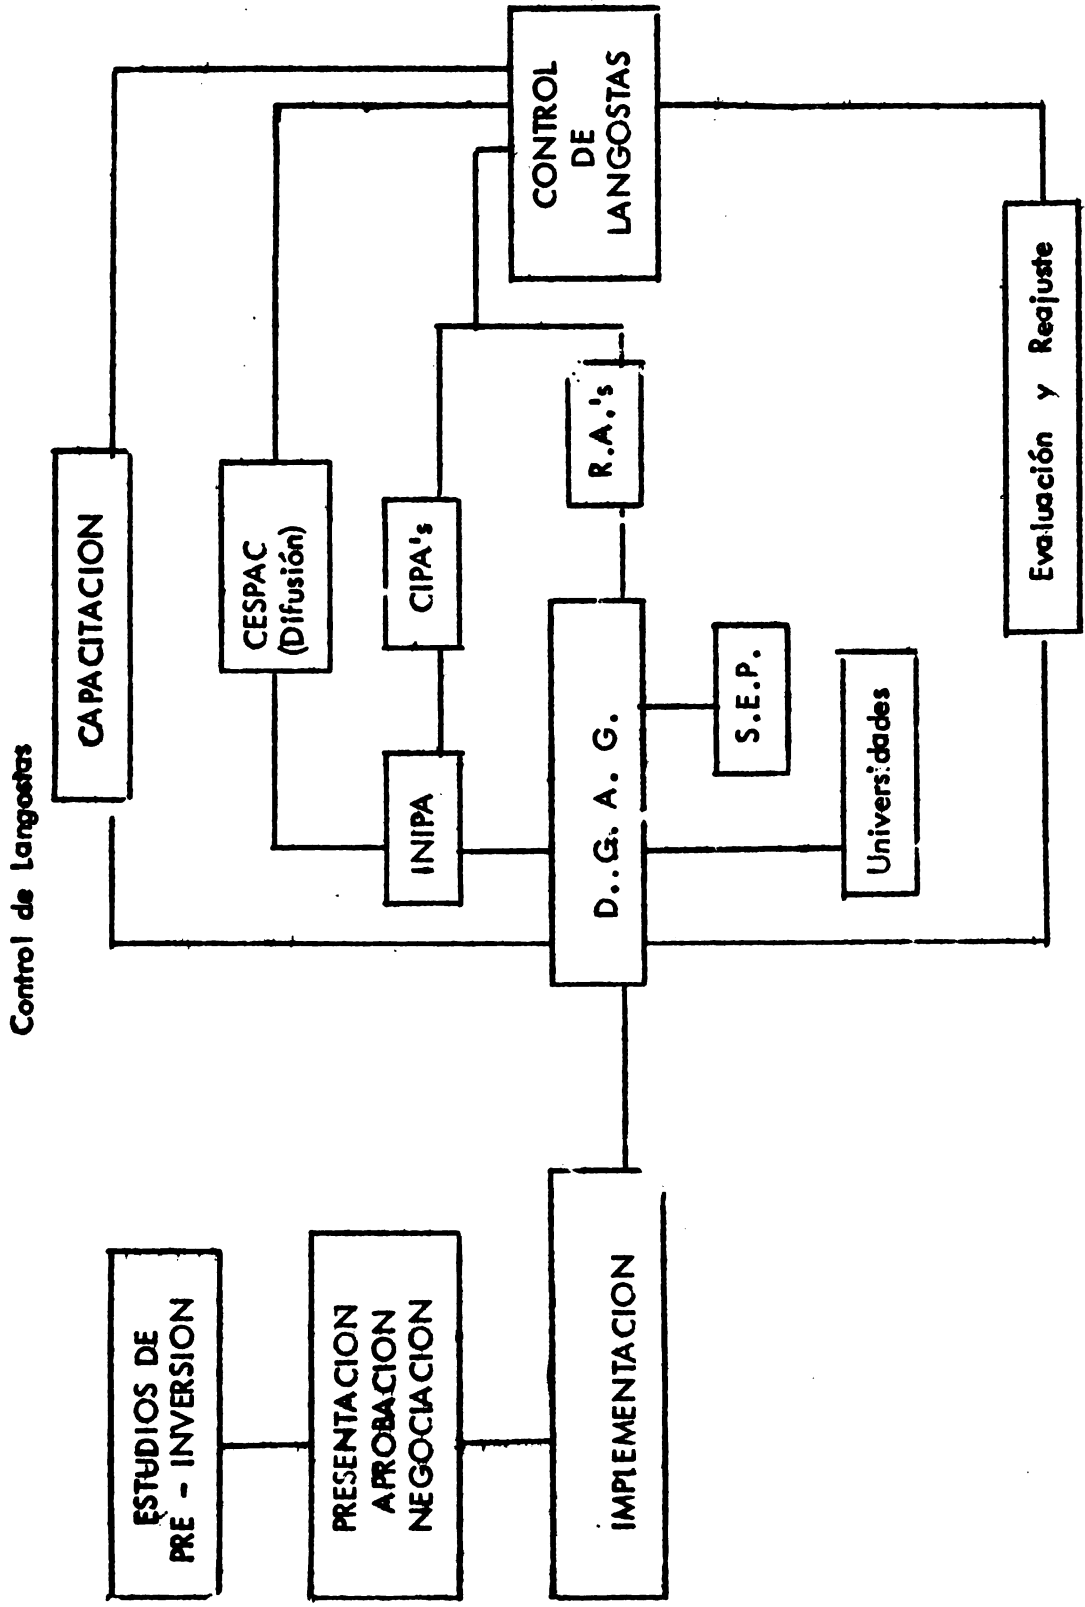 Control de Langostas
ESTUDIOS DE
PRE - INVERSION
PRESENTACION
APROBACION
NEGOCIACION
IMPLEMENTACION
CAPACITACION
CESPAC
(Difusión)
INIPA
CIPA's
D..G. A. G.
R.A.'s
S.E.P.
Universidades
CONTROL
DE
LANGOSTAS
Evaluación y Reajuste